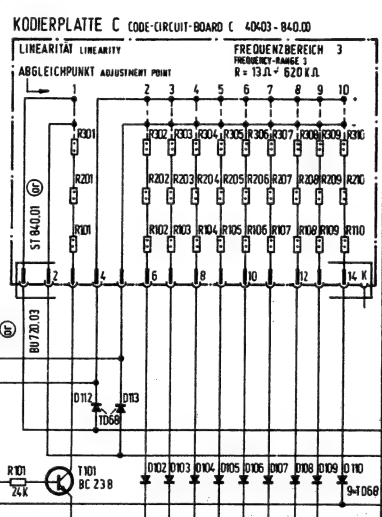 KODIERPLATTE C CODE-CIRCUIT-BOARD C 40403-840.00
LINEARITÄT LINEARITY
FREQUENZBEREICH 3
FREQUENCY-RANGE 3
R = 13Ω ÷ 620 KΩ
ABGLEICHPUNKT ADJUSTMENT POINT
1 2 3 4 5 6 7 8 9 10
R301 R302 R303 R304 R305 R306 R307 R308 R309 R310
R201 R202 R203 R204 R205 R206 R207 R208 R209 R210
R101 R102 R103 R104 R105 R106 R107 R108 R109 R110
ST 840.01 (gr)
2 4 6 8 10 12 14 K
BU 720.03
(gr)
D112 D113
TD68
R101
24K
T101
BC 238
D102 D103 D104 D105 D106 D107 D108 D109 D110
9×TD68